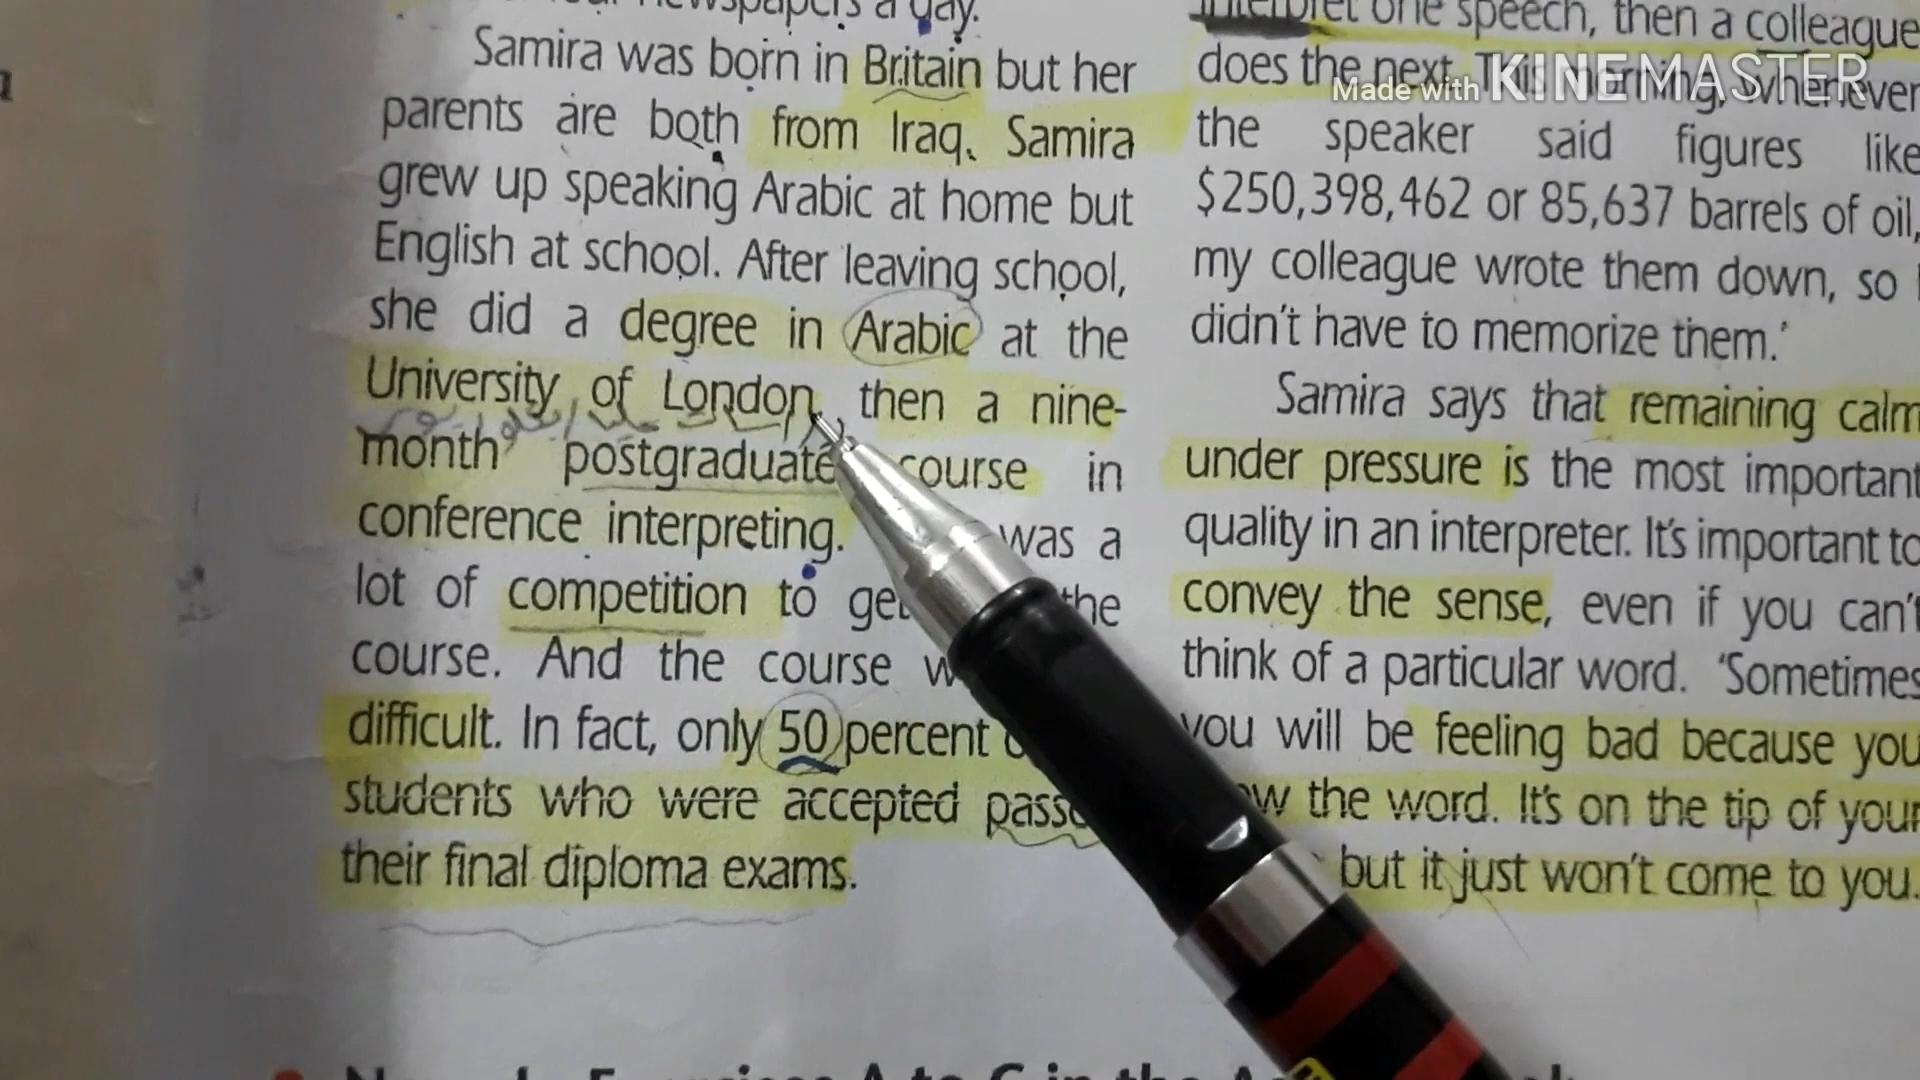 newspapers a day.
Samira was born in Britain but her
parents are both from Iraq. Samira
grew up speaking Arabic at home but
English at school. After leaving school,
she did a degree in Arabic at the
University of London, then a nine-
month postgraduate course in
conference interpreting. was a
lot of competition to get the
course. And the course
difficult. In fact, only 50 percent
students who were accepted
their final diploma exams.
interpret one speech, then a colleague
does the next. This morning, whenever
the speaker said figures like
$250,398,462 or 85,637 barrels of oil,
my colleague wrote them down, so I
didn't have to memorize them.'
Samira says that remaining calm
under pressure is the most important
quality in an interpreter. It's important to
convey the sense, even if you can't
think of a particular word. 'Sometimes
you will be feeling bad because you
the word. It's on the tip of your
but it just won't come to you.
Made with KINEMASTER